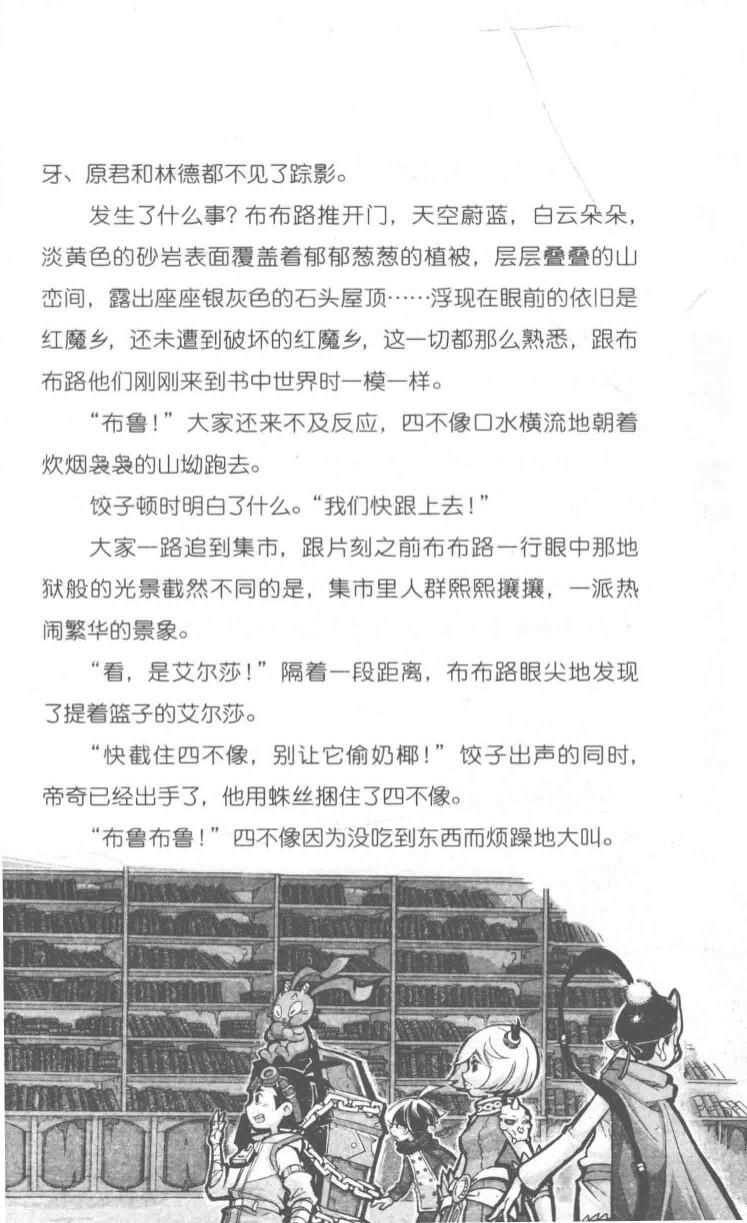 牙、原君和林德都不见了踪影。
发生了什么事?布布路推开门，天空蔚蓝，白云朵朵，
淡黄色的砂岩表面覆盖着郁郁葱葱的植被，层层叠叠的山
峦间，露出座座银灰色的石头屋顶……浮现在眼前的依旧是
红魔乡，还未遭到破坏的红魔乡，这一切都那么熟悉，跟布
布路他们刚刚来到书中世界时一模一样。
“布鲁！”大家还来不及反应，四不像口水横流地朝着
炊烟袅袅的山坳跑去。
饺子顿时明白了什么。“我们快跟上去！”
大家一路追到集市，跟片刻之前布布路一行眼中那地
狱般的光景截然不同的是，集市里人群熙熙攘攘，一派热
闹繁华的景象。
“看，是艾尔莎！”隔着一段距离，布布路眼尖地发现
了提着篮子的艾尔莎。
“快截住四不像，别让它偷奶椰！”饺子出声的同时，
帝奇已经出手了，他用蛛丝捆住了四不像。
“布鲁布鲁！”四不像因为没吃到东西而烦躁地大叫。